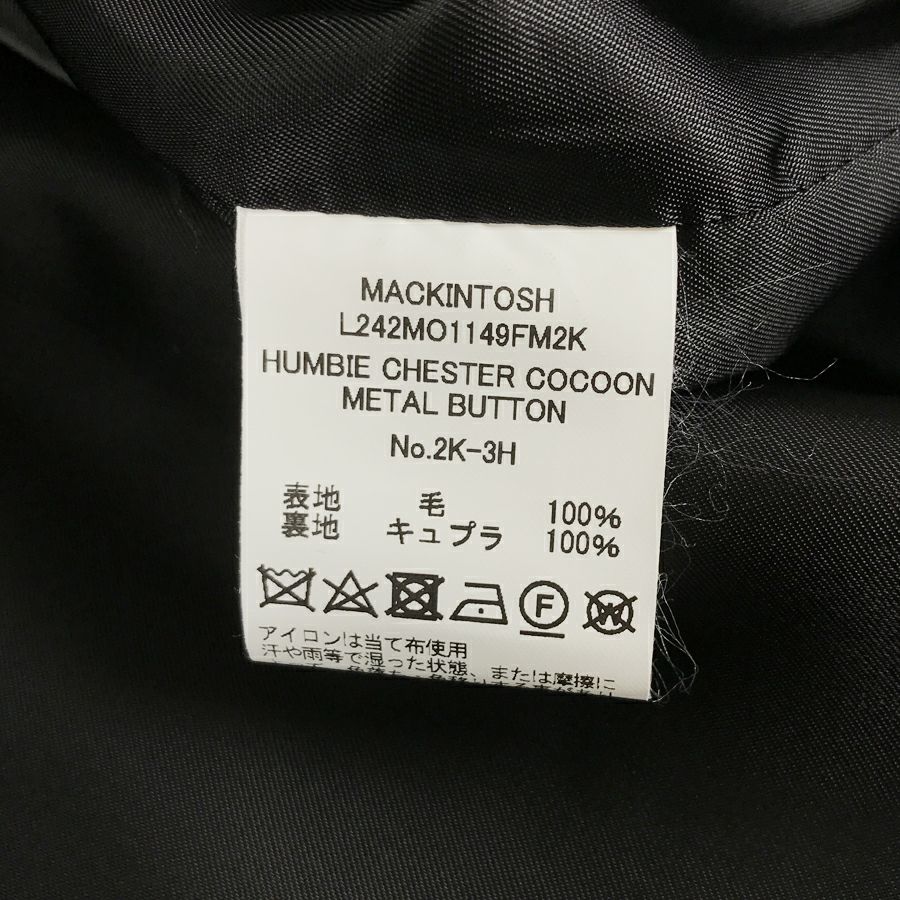 MACKINTOSH
L242MO1149FM2K
HUMBIE CHESTER COCOON
METAL BUTTON
No.2K-3H
表地 毛 100%
裏地 キュプラ 100%
F
W
アイロンは当て布使用
汗や雨等で湿った状態、または摩擦に